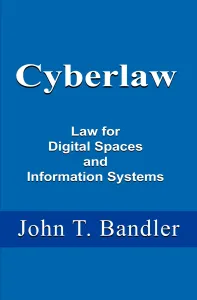 Cyberlaw
Law for
Digital Spaces
and
Information Systems
John T. Bandler